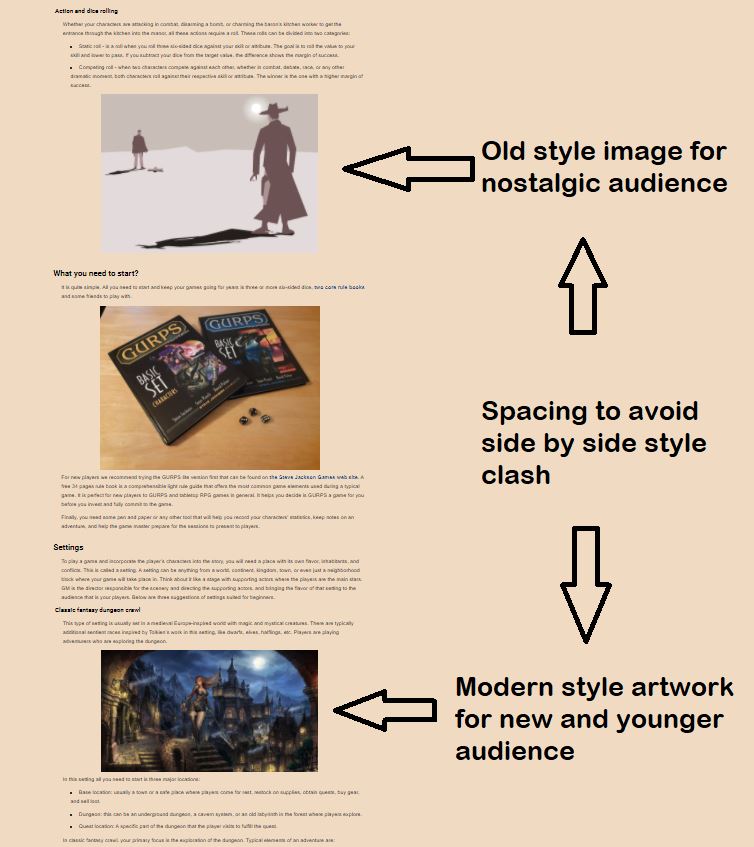 Action and dice rolling
Whether your characters are attacking in combat, disarming a bomb, or charming the baron's kitchen worker to get the
entrance through the kitchen into the manor, all these actions require a roll. These rolls can be divided into two categories:
Static roll - is a roll when you roll three six-sided dice against your skill or attribute. The goal is to roll the value to your
skill and lower to pass. If you subtract your dice from the target value, the difference shows the margin of success.
Competing roll - when two characters compete against each other, whether in combat, debate, race, or any other
dramatic moment, both characters roll against their respective skill or attribute. The winner is the one with a higher margin of
success.
Old style image for
nostalgic audience
What you need to start?
It is quite simple. All you need to start and keep your games going for years is three or more six-sided dice, two core rule books
and some friends to play with.
GURPS
BASIC
SET
CHARACTERS
GURPS
BASIC
SET
Spacing to avoid
side by side style
clash
For new players we recommend trying the GURPS lite version first that can be found on the Steve Jackson Games web site. A
free 34 pages rule book is a comprehensible light rule guide that offers the most common game elements used during a typical
game. It is perfect for new players to GURPS and tabletop RPG games in general. It helps you decide is GURPS a game for you
before you invest and fully commit to the game.
Finally, you need some pen and paper or any other tool that will help you record your characters' statistics, keep notes on an
adventure, and help the game master prepare for the sessions to present to players.
Settings
To play a game and incorporate the player's characters into the story, you will need a place with its own flavor, inhabitants, and
conflicts. This is called a setting. A setting can be anything from a world, continent, kingdom, town, or even just a neighborhood
block where your game will take place in. Think about it like a stage with supporting actors where the players are the main stars.
GM is the director responsible for the scenery and directing the supporting actors, and bringing the flavor of that setting to the
audience that is your players. Below are three suggestions of settings suited for beginners.
Classic fantasy dungeon crawl
This type of setting is usually set in a medieval Europe-inspired world with magic and mystical creatures. There are typically
additional sentient races inspired by Tolkien's work in this setting, like dwarfs, elves, halflings, etc. Players are playing
adventurers who are exploring the dungeon.
Modern style artwork
for new and younger
audience
In this setting all you need to start is three major locations:
Base location: usually a town or a safe place where players come for rest, restock on supplies, obtain quests, buy gear,
and sell loot.
Dungeon: this can be an underground dungeon, a cavern system, or an old labyrinth in the forest where players explore.
Quest location: A specific part of the dungeon that the player visits to fulfill the quest.
In classic fantasy crawl, your primary focus is the exploration of the dungeon. Typical elements of an adventure are: